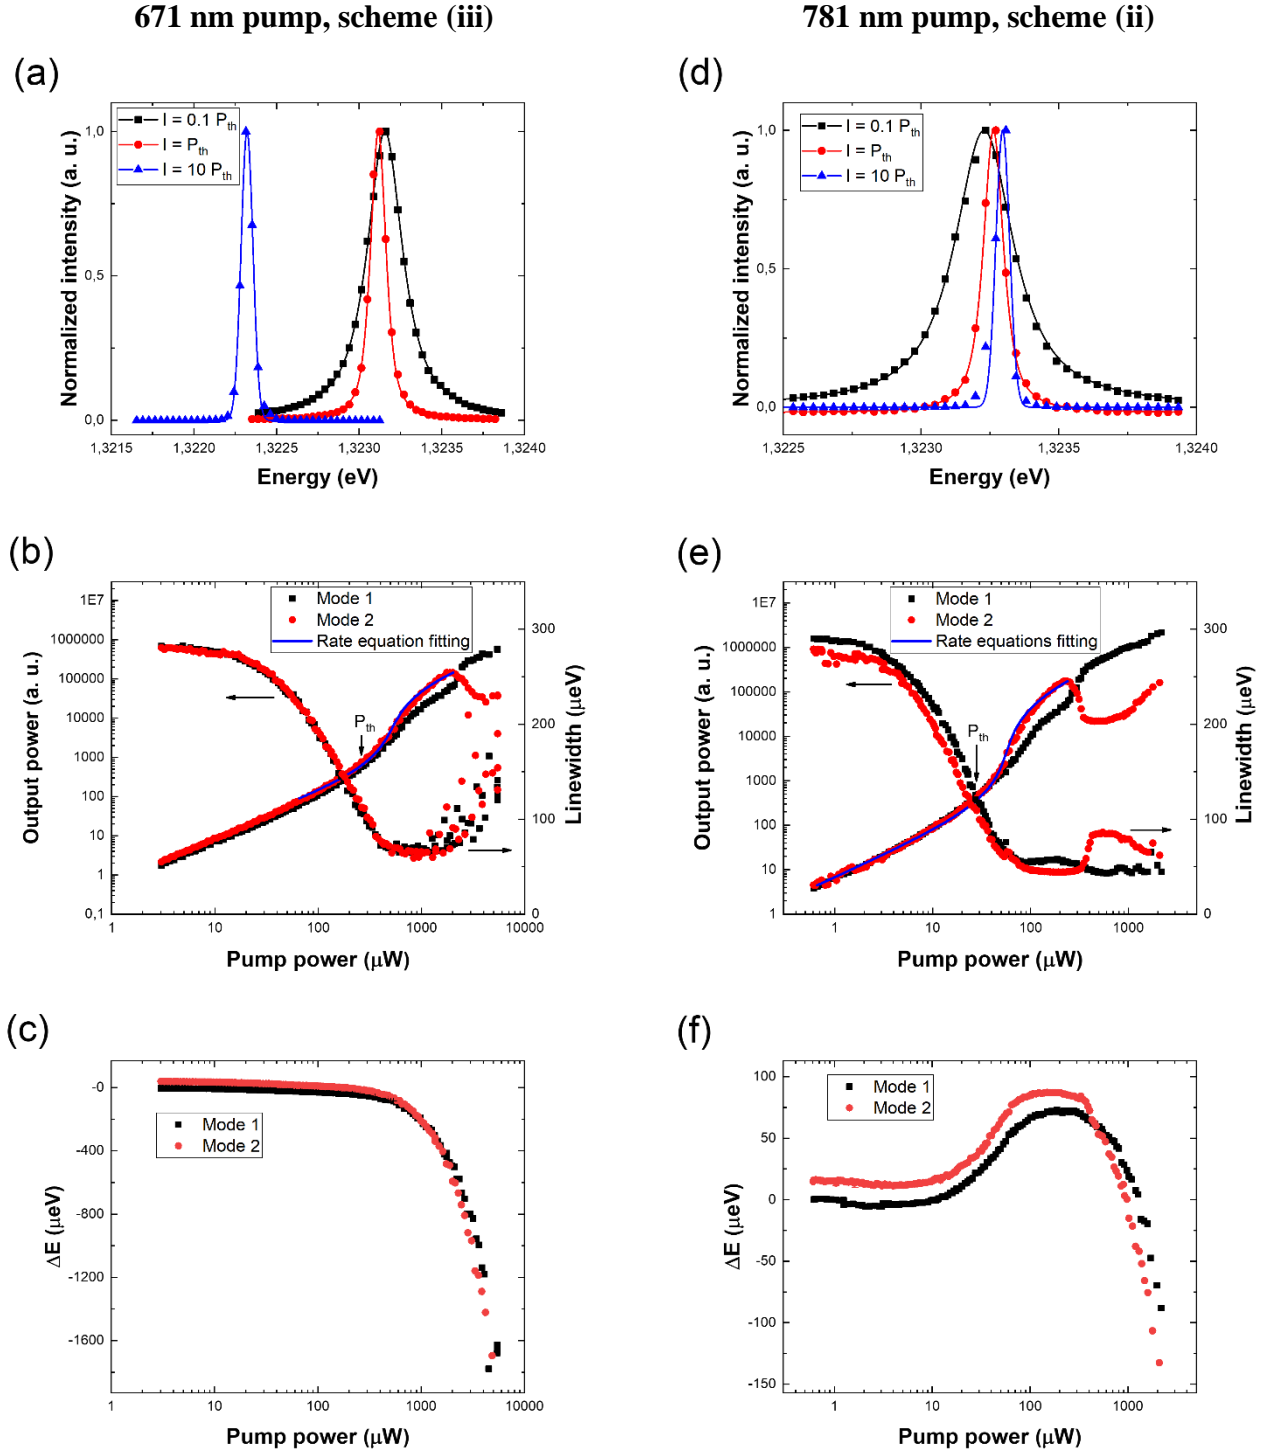 671 nm pump, scheme (iii)
781 nm pump, scheme (ii)
(a)
I = 0.1 Pth
I = Pth
I = 10 Pth
1,0
0,5
0,0
Normalized intensity (a. u.)
1,3215
1,3220
1,3225
1,3230
1,3235
1,3240
Energy (eV)
(d)
I = 0.1 Pth
I = Pth
I = 10 Pth
1,0
0,5
0,0
Normalized intensity (a. u.)
1,3225
1,3230
1,3235
1,3240
Energy (eV)
(b)
Mode 1
Mode 2
Rate equation fitting
Pth
1E7
1000000
100000
10000
1000
100
10
1
0,1
Output power (a. u.)
300
200
100
0
Linewidth (μeV)
1
10
100
1000
10000
Pump power (μW)
(e)
Mode 1
Mode 2
Rate equations fitting
Pth
1E7
1000000
100000
10000
1000
100
10
1
Output power (a. u.)
300
200
100
0
Linewidth (μeV)
1
10
100
1000
Pump power (μW)
(c)
Mode 1
Mode 2
-0
-400
-800
-1200
-1600
ΔE (μeV)
1
10
100
1000
10000
Pump power (μW)
(f)
Mode 1
Mode 2
100
50
0
-50
-100
-150
ΔE (μeV)
1
10
100
1000
Pump power (μW)